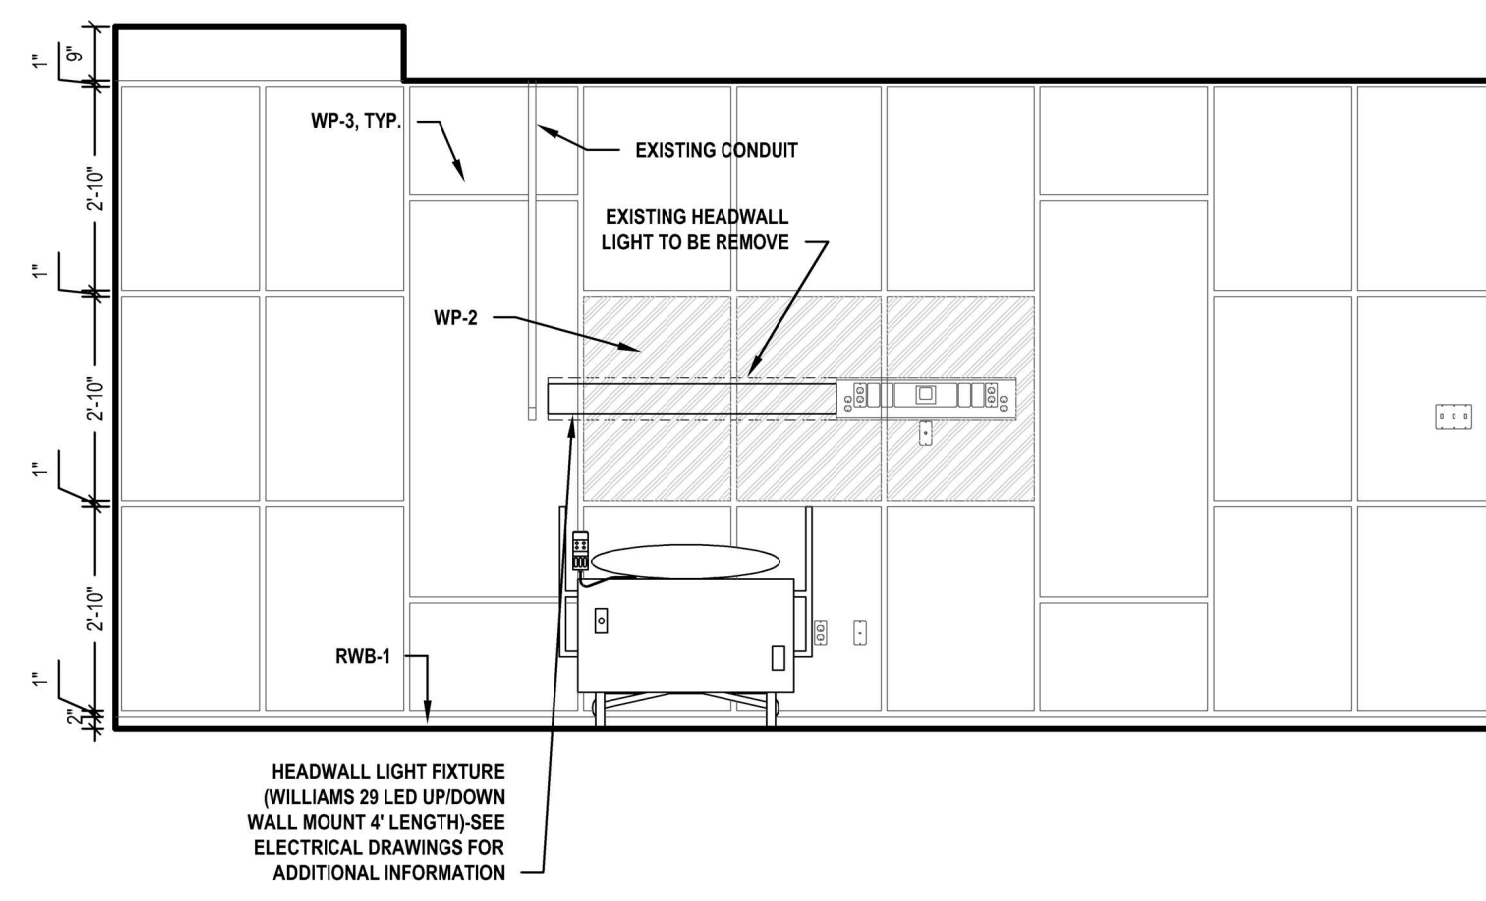 9"
1"
WP-3, TYP.
EXISTING CONDUIT
2'-10"
EXISTING HEADWALL
LIGHT TO BE REMOVE
1"
WP-2
2'-10"
1"
2'-10"
RWB-1
1"
2"
HEADWALL LIGHT FIXTURE
(WILLIAMS 29 LED UP/DOWN
WALL MOUNT 4' LENGTH)-SEE
ELECTRICAL DRAWINGS FOR
ADDITIONAL INFORMATION